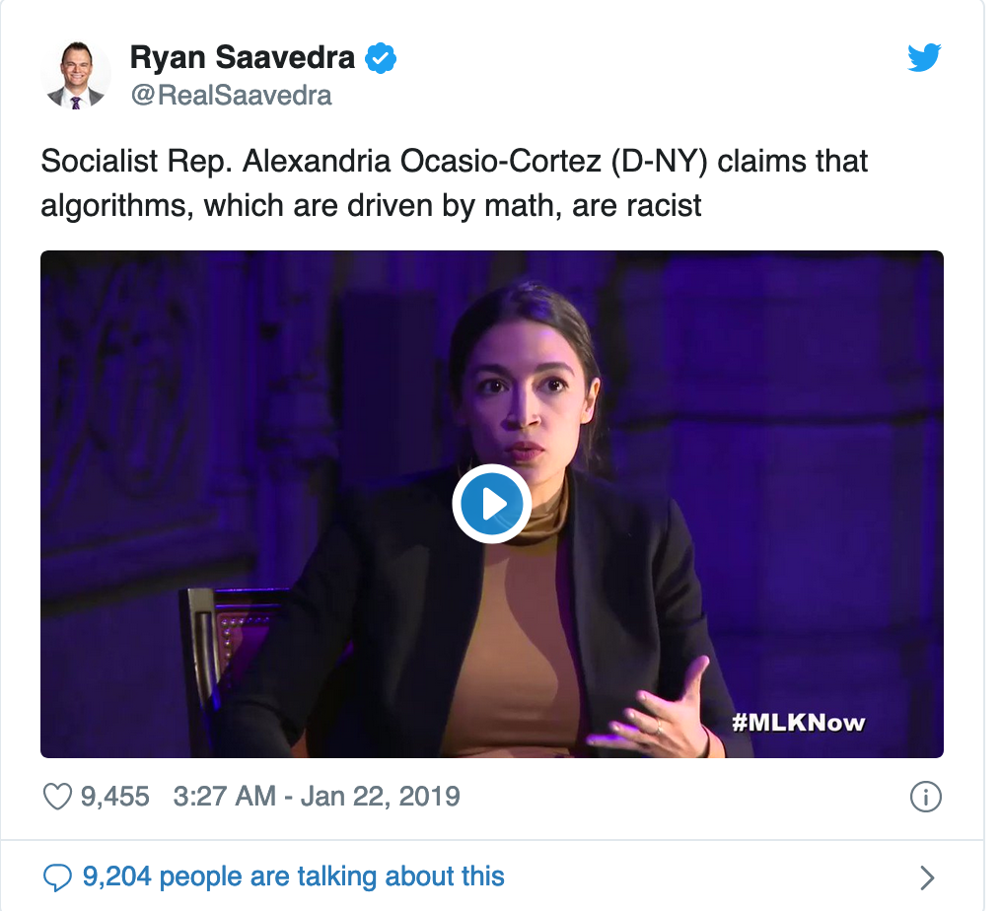 Ryan Saavedra
@RealSaavedra
Socialist Rep. Alexandria Ocasio-Cortez (D-NY) claims that
algorithms, which are driven by math, are racist
#MLKNow
9,455 3:27 AM - Jan 22, 2019
9,204 people are talking about this